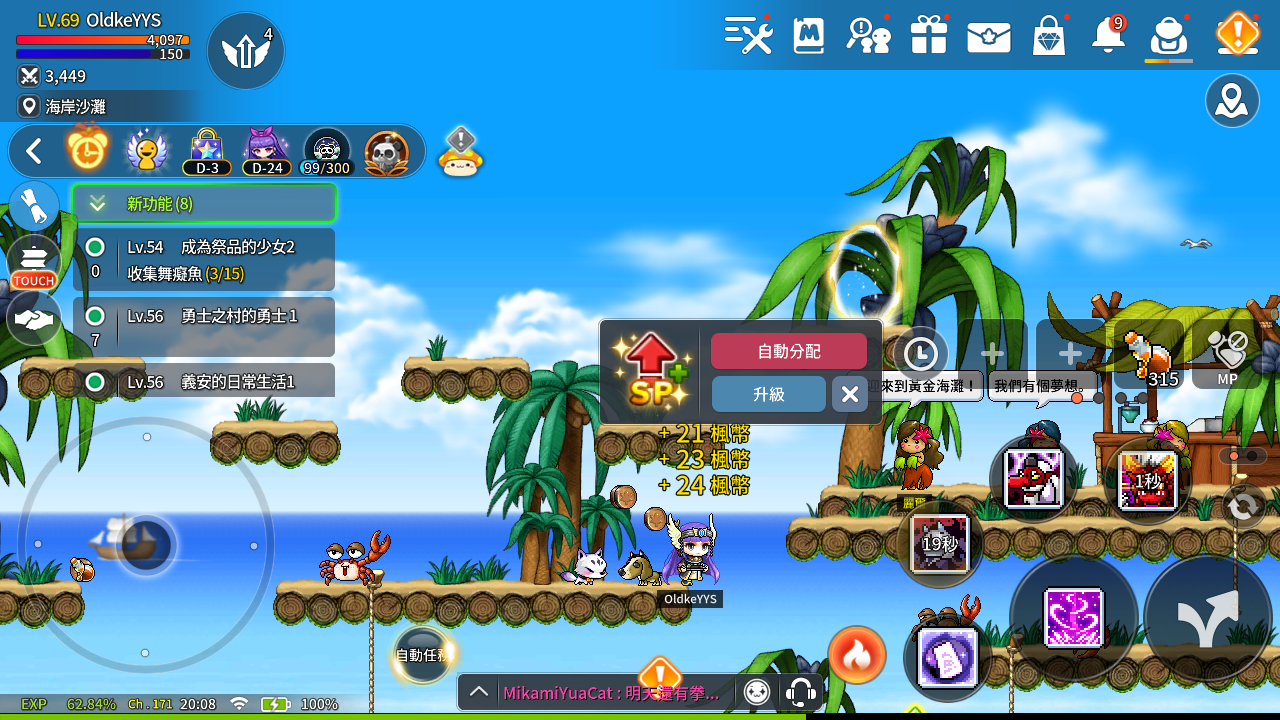 LV.69 OldkeYYS
4,097
150
4
3,449
海岸沙灘
9
D-3
D-24
99/300
新功能 (8)
TOUCH
0
Lv.54 成為祭品的少女2
收集舞癡魚 (3/15)
7
Lv.56 勇士之村的勇士 1
Lv.56 義安的日常生活1
SP
自動分配
升級
315
MP
迎來到黃金海灘！
我們有個夢想。
+ 21 楓幣
+ 23 楓幣
+ 24 楓幣
1秒
19秒
OldkeYYS
自動任務
MikamiYuaCat : 明天還有拳...
EXP 62.84% Ch.171 20:08 100%